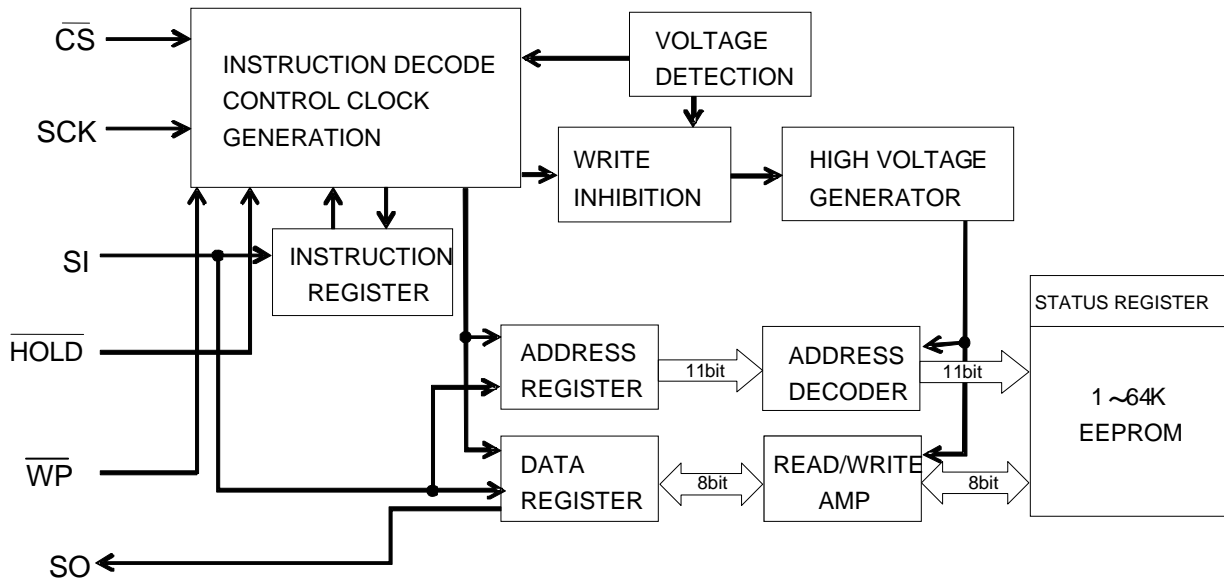 CS
SCK
SI
HOLD
WP
SO
INSTRUCTION DECODE
CONTROL CLOCK
GENERATION
VOLTAGE
DETECTION
WRITE
INHIBITION
HIGH VOLTAGE
GENERATOR
INSTRUCTION
REGISTER
ADDRESS
REGISTER
11bit
ADDRESS
DECODER
11bit
DATA
REGISTER
8bit
READ/WRITE
AMP
8bit
STATUS REGISTER
1～64K
EEPROM